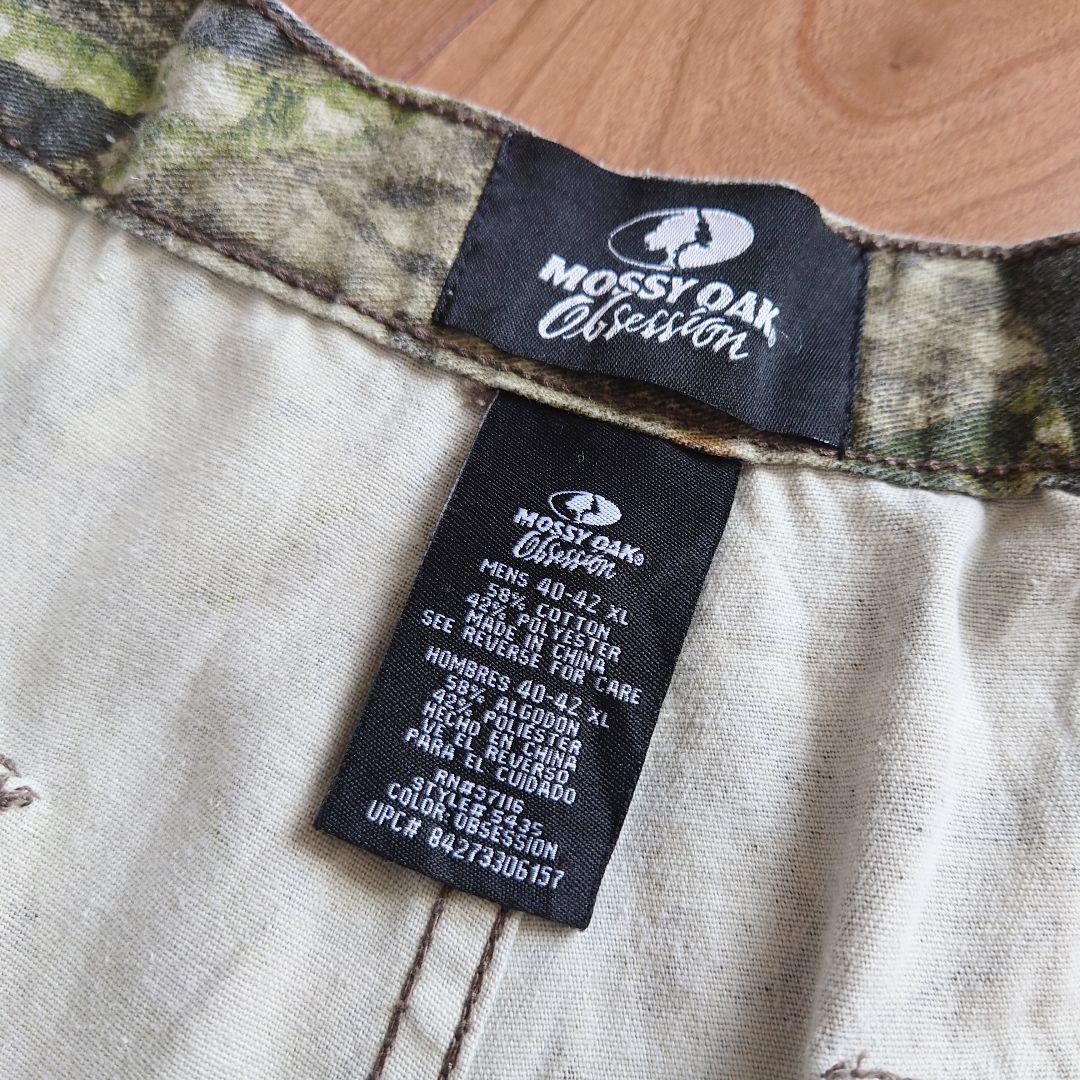 MOSSY OAK
Obsession
MOSSY OAK®
Obsession
MENS 40-42 XL
58% COTTON
42% POLYESTER
MADE IN CHINA
SEE REVERSE FOR CARE
HOMBRES 40-42 XL
58% ALGODON
42% POLIESTER
HECHO EN CHINA
VE EL REVERSO
PARA EL CUIDADO
RN#57116
STYLE# 5435
COLOR: OBSESSION
UPC# 84273306157